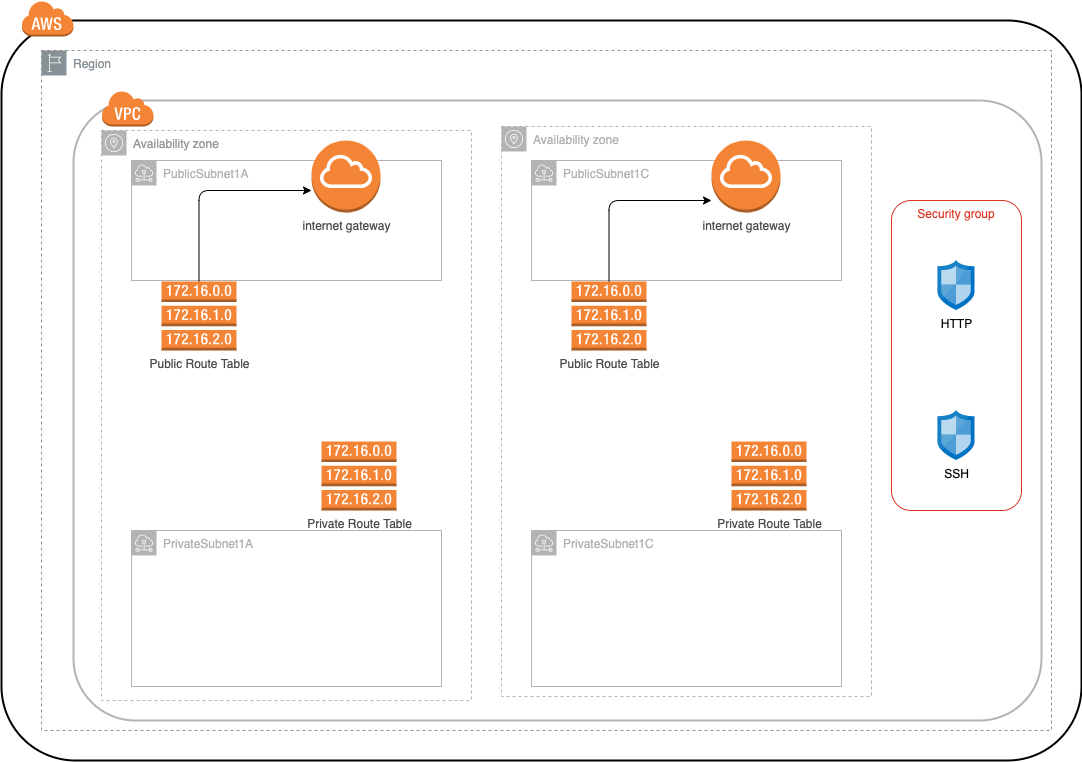 AWS
Region
VPC
Availability zone
Availability zone
PublicSubnet1A
PublicSubnet1C
internet gateway
internet gateway
Security group
172.16.0.0
172.16.1.0
172.16.2.0
Public Route Table
172.16.0.0
172.16.1.0
172.16.2.0
Public Route Table
HTTP
SSH
172.16.0.0
172.16.1.0
172.16.2.0
Private Route Table
172.16.0.0
172.16.1.0
172.16.2.0
Private Route Table
PrivateSubnet1A
PrivateSubnet1C